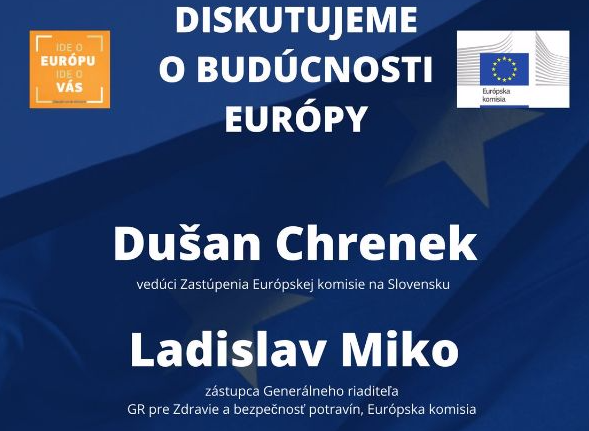 DISKUTUJEME
O BUDÚCNOSTI
EURÓPY
IDE O
EURÓPU
IDE O
VÁS
Európska
komisia
Dušan Chrenek
vedúci Zastúpenia Európskej komisie na Slovensku
Ladislav Miko
zástupca Generálneho riaditeľa
GR pre Zdravie a bezpečnosť potravín, Európska komisia